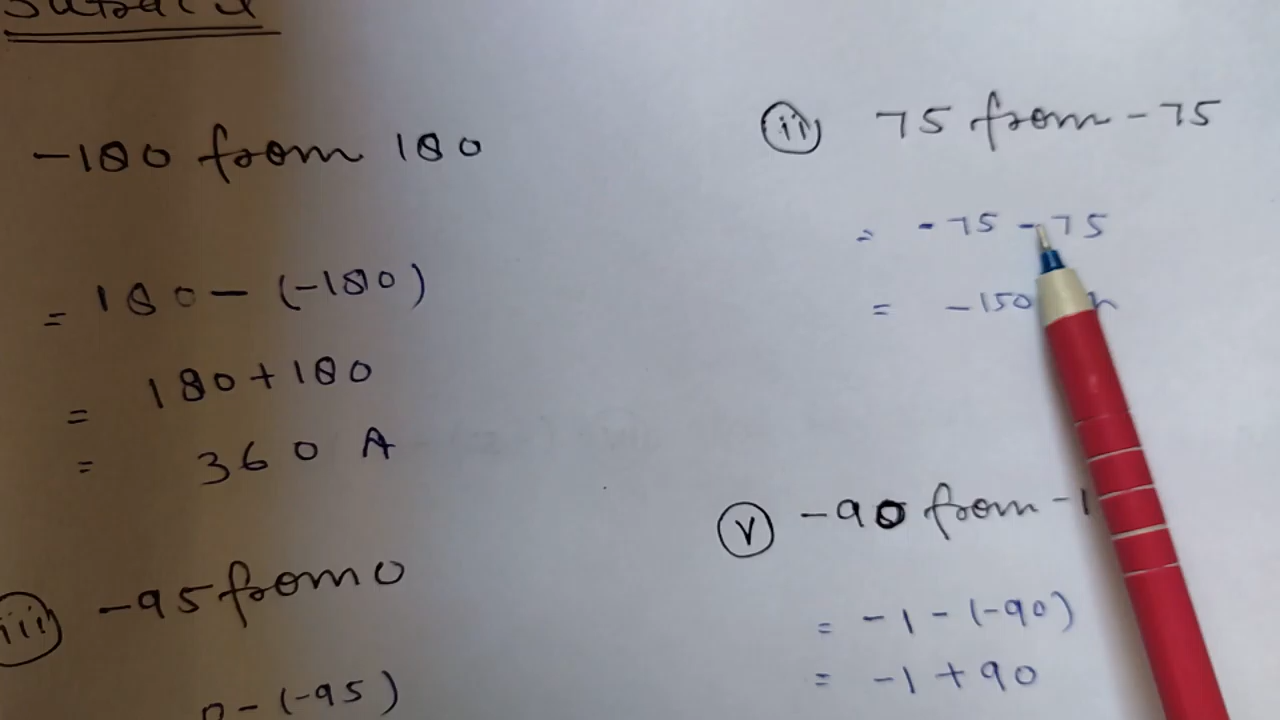 Subtract
-180 from 180
= 180 - (-180)
= 180 + 180
= 360 A
(iii) -95 from 0
0 - (-95)
(ii) 75 from -75
= -75 - 75
= -150
(v) -90 from -1
= -1 - (-90)
= -1 + 90